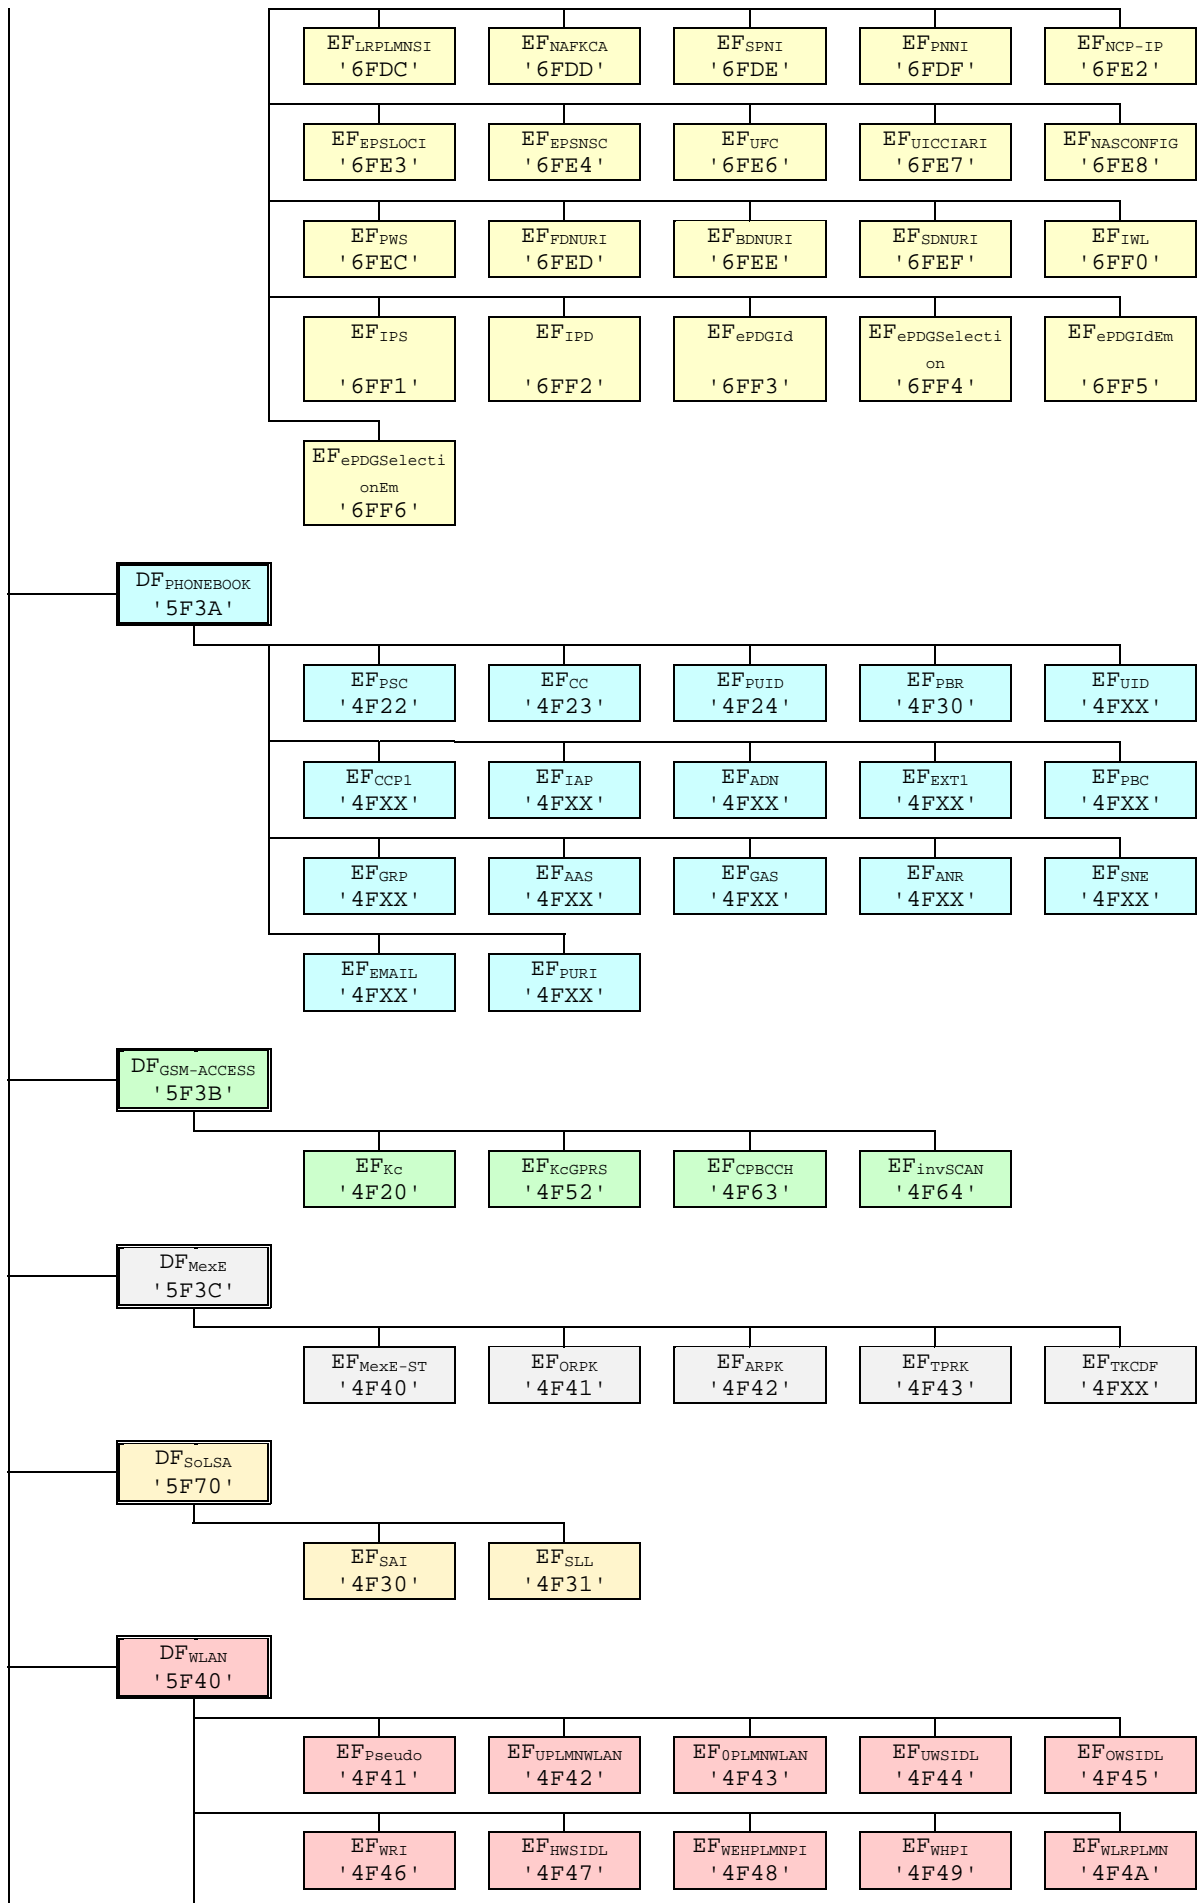 EFLRPLMNSI EFNAFKCA EFSPNI EFPNNI EFNCP-IP
'6FDC' '6FDD' '6FDE' '6FDF' '6FE2'
EFEPSLOCI EFEPSNSC EFUFC EFUICCIARI EFNASCONFIG
'6FE3' '6FE4' '6FE6' '6FE7' '6FE8'
EFPWS EFFDNURI EFBDNURI EFSDNURI EFIWL
'6FEC' '6FED' '6FEE' '6FEF' '6FF0'
EFIPS EFIPD EFePDGId EFePDGSelecti EFePDGIdEm
on
'6FF1' '6FF2' '6FF3' '6FF4' '6FF5'
EFePDGSelecti
onEm
'6FF6'
DFPHONEBOOK
'5F3A'
EFPSC EFCC EFPUID EFPBR EFUID
'4F22' '4F23' '4F24' '4F30' '4FXX'
EFCCP1 EFIAP EFADN EFEXT1 EFPBC
'4FXX' '4FXX' '4FXX' '4FXX' '4FXX'
EFGRP EFAAS EFGAS EFANR EFSNE
'4FXX' '4FXX' '4FXX' '4FXX' '4FXX'
EFEMAIL EFPURI
'4FXX' '4FXX'
DFGSM-ACCESS
'5F3B'
EFKc EFKcGPRS EFCPBCCH EFinvSCAN
'4F20' '4F52' '4F63' '4F64'
DFMexE
'5F3C'
EFMexE-ST EFORPK EFARPK EFTPRK EFTKCDF
'4F40' '4F41' '4F42' '4F43' '4FXX'
DFSoLSA
'5F70'
EFSAI EFSLL
'4F30' '4F31'
DFWLAN
'5F40'
EFPseudo EFUPLMNWLAN EF0PLMNWLAN EFUWSIDL EFOWSIDL
'4F41' '4F42' '4F43' '4F44' '4F45'
EFWRI EFHWSIDL EFWEHPLMNPI EFWHPI EFWLRPLMN
'4F46' '4F47' '4F48' '4F49' '4F4A'